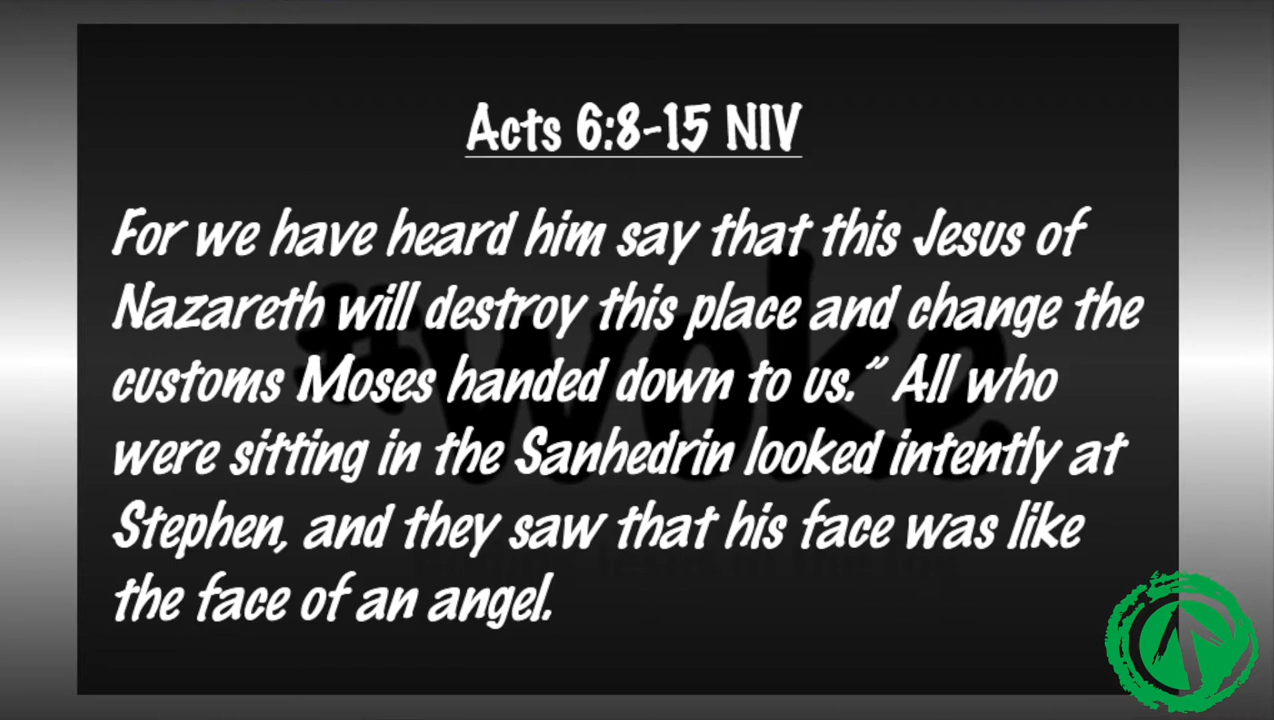 Acts 6:8-15 NIV
For we have heard him say that this Jesus of
Nazareth will destroy this place and change the
customs Moses handed down to us.” All who
were sitting in the Sanhedrin looked intently at
Stephen, and they saw that his face was like
the face of an angel.
#woke